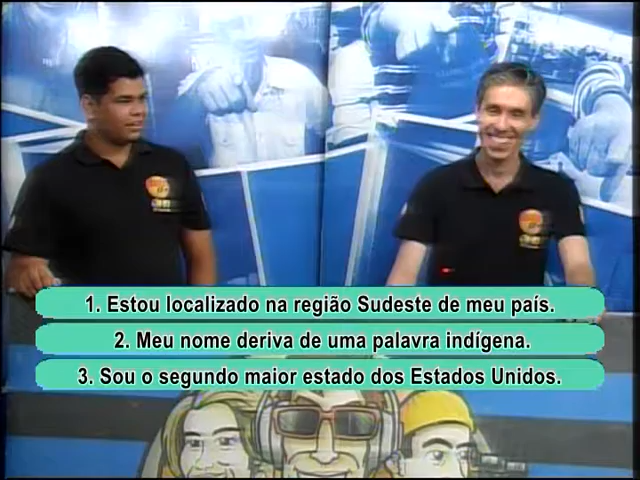 1. Estou localizado na região Sudeste de meu país.
2. Meu nome deriva de uma palavra indígena.
3. Sou o segundo maior estado dos Estados Unidos.